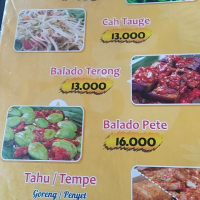 Cah Tauge
13.000
Balado Terong
13.000
Balado Pete
16.000
Tahu / Tempe
Goreng / Penyet